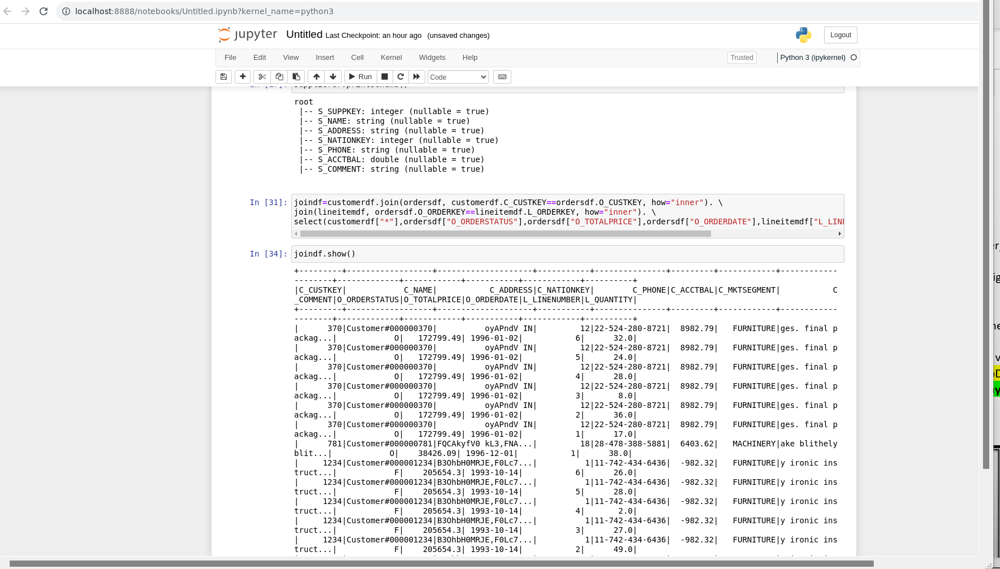 localhost:8888/notebooks/Untitled.ipynb?kernel_name=python3
jupyter Untitled Last Checkpoint: an hour ago (unsaved changes) Logout
File Edit View Insert Cell Kernel Widgets Help Trusted Python 3 (ipykernel)
Run Code
root
 |-- S_SUPPKEY: integer (nullable = true)
 |-- S_NAME: string (nullable = true)
 |-- S_ADDRESS: string (nullable = true)
 |-- S_NATIONKEY: integer (nullable = true)
 |-- S_PHONE: string (nullable = true)
 |-- S_ACCTBAL: double (nullable = true)
 |-- S_COMMENT: string (nullable = true)
In [31]: joindf=customerdf.join(ordersdf, customerdf.C_CUSTKEY==ordersdf.O_CUSTKEY, how="inner"). \
join(lineitemdf, ordersdf.O_ORDERKEY==lineitemdf.L_ORDERKEY, how="inner"). \
select(customerdf["*"],ordersdf["O_ORDERSTATUS"],ordersdf["O_TOTALPRICE"],ordersdf["O_ORDERDATE"],lineitemdf["L_LINE
In [34]: joindf.show()
+---------+------------------+--------------------+-----------+---------------+---------+------------+------------
--------+-------------+------------+-----------+------------+----------+
|C_CUSTKEY|            C_NAME|           C_ADDRESS|C_NATIONKEY|        C_PHONE|C_ACCTBAL|C_MKTSEGMENT|           C
_COMMENT|O_ORDERSTATUS|O_TOTALPRICE|O_ORDERDATE|L_LINENUMBER|L_QUANTITY|
+---------+------------------+--------------------+-----------+---------------+---------+------------+------------
--------+-------------+------------+-----------+------------+----------+
|      370|Customer#000000370|          oyAPndV IN|         12|22-524-280-8721|  8982.79|   FURNITURE|ges. final p
ackag...|            O|   172799.49| 1996-01-02|           6|      32.0|
|      370|Customer#000000370|          oyAPndV IN|         12|22-524-280-8721|  8982.79|   FURNITURE|ges. final p
ackag...|            O|   172799.49| 1996-01-02|           5|      24.0|
|      370|Customer#000000370|          oyAPndV IN|         12|22-524-280-8721|  8982.79|   FURNITURE|ges. final p
ackag...|            O|   172799.49| 1996-01-02|           4|      28.0|
|      370|Customer#000000370|          oyAPndV IN|         12|22-524-280-8721|  8982.79|   FURNITURE|ges. final p
ackag...|            O|   172799.49| 1996-01-02|           3|       8.0|
|      370|Customer#000000370|          oyAPndV IN|         12|22-524-280-8721|  8982.79|   FURNITURE|ges. final p
ackag...|            O|   172799.49| 1996-01-02|           2|      36.0|
|      370|Customer#000000370|          oyAPndV IN|         12|22-524-280-8721|  8982.79|   FURNITURE|ges. final p
ackag...|            O|   172799.49| 1996-01-02|           1|      17.0|
|      781|Customer#000000781|FQCAkyfV0 kL3,FNA...|         18|28-478-388-5881|  6403.62|   MACHINERY|ake blithely
blit...|            O|    38426.09| 1996-12-01|           1|      38.0|
|     1234|Customer#000001234|B3OhbH0MRJE,F0Lc7...|          1|11-742-434-6436|  -982.32|   FURNITURE|y ironic ins
truct...|            F|    205654.3| 1993-10-14|           6|      26.0|
|     1234|Customer#000001234|B3OhbH0MRJE,F0Lc7...|          1|11-742-434-6436|  -982.32|   FURNITURE|y ironic ins
truct...|            F|    205654.3| 1993-10-14|           5|      28.0|
|     1234|Customer#000001234|B3OhbH0MRJE,F0Lc7...|          1|11-742-434-6436|  -982.32|   FURNITURE|y ironic ins
truct...|            F|    205654.3| 1993-10-14|           4|       2.0|
|     1234|Customer#000001234|B3OhbH0MRJE,F0Lc7...|          1|11-742-434-6436|  -982.32|   FURNITURE|y ironic ins
truct...|            F|    205654.3| 1993-10-14|           3|      27.0|
|     1234|Customer#000001234|B3OhbH0MRJE,F0Lc7...|          1|11-742-434-6436|  -982.32|   FURNITURE|y ironic ins
truct...|            F|    205654.3| 1993-10-14|           2|      49.0|